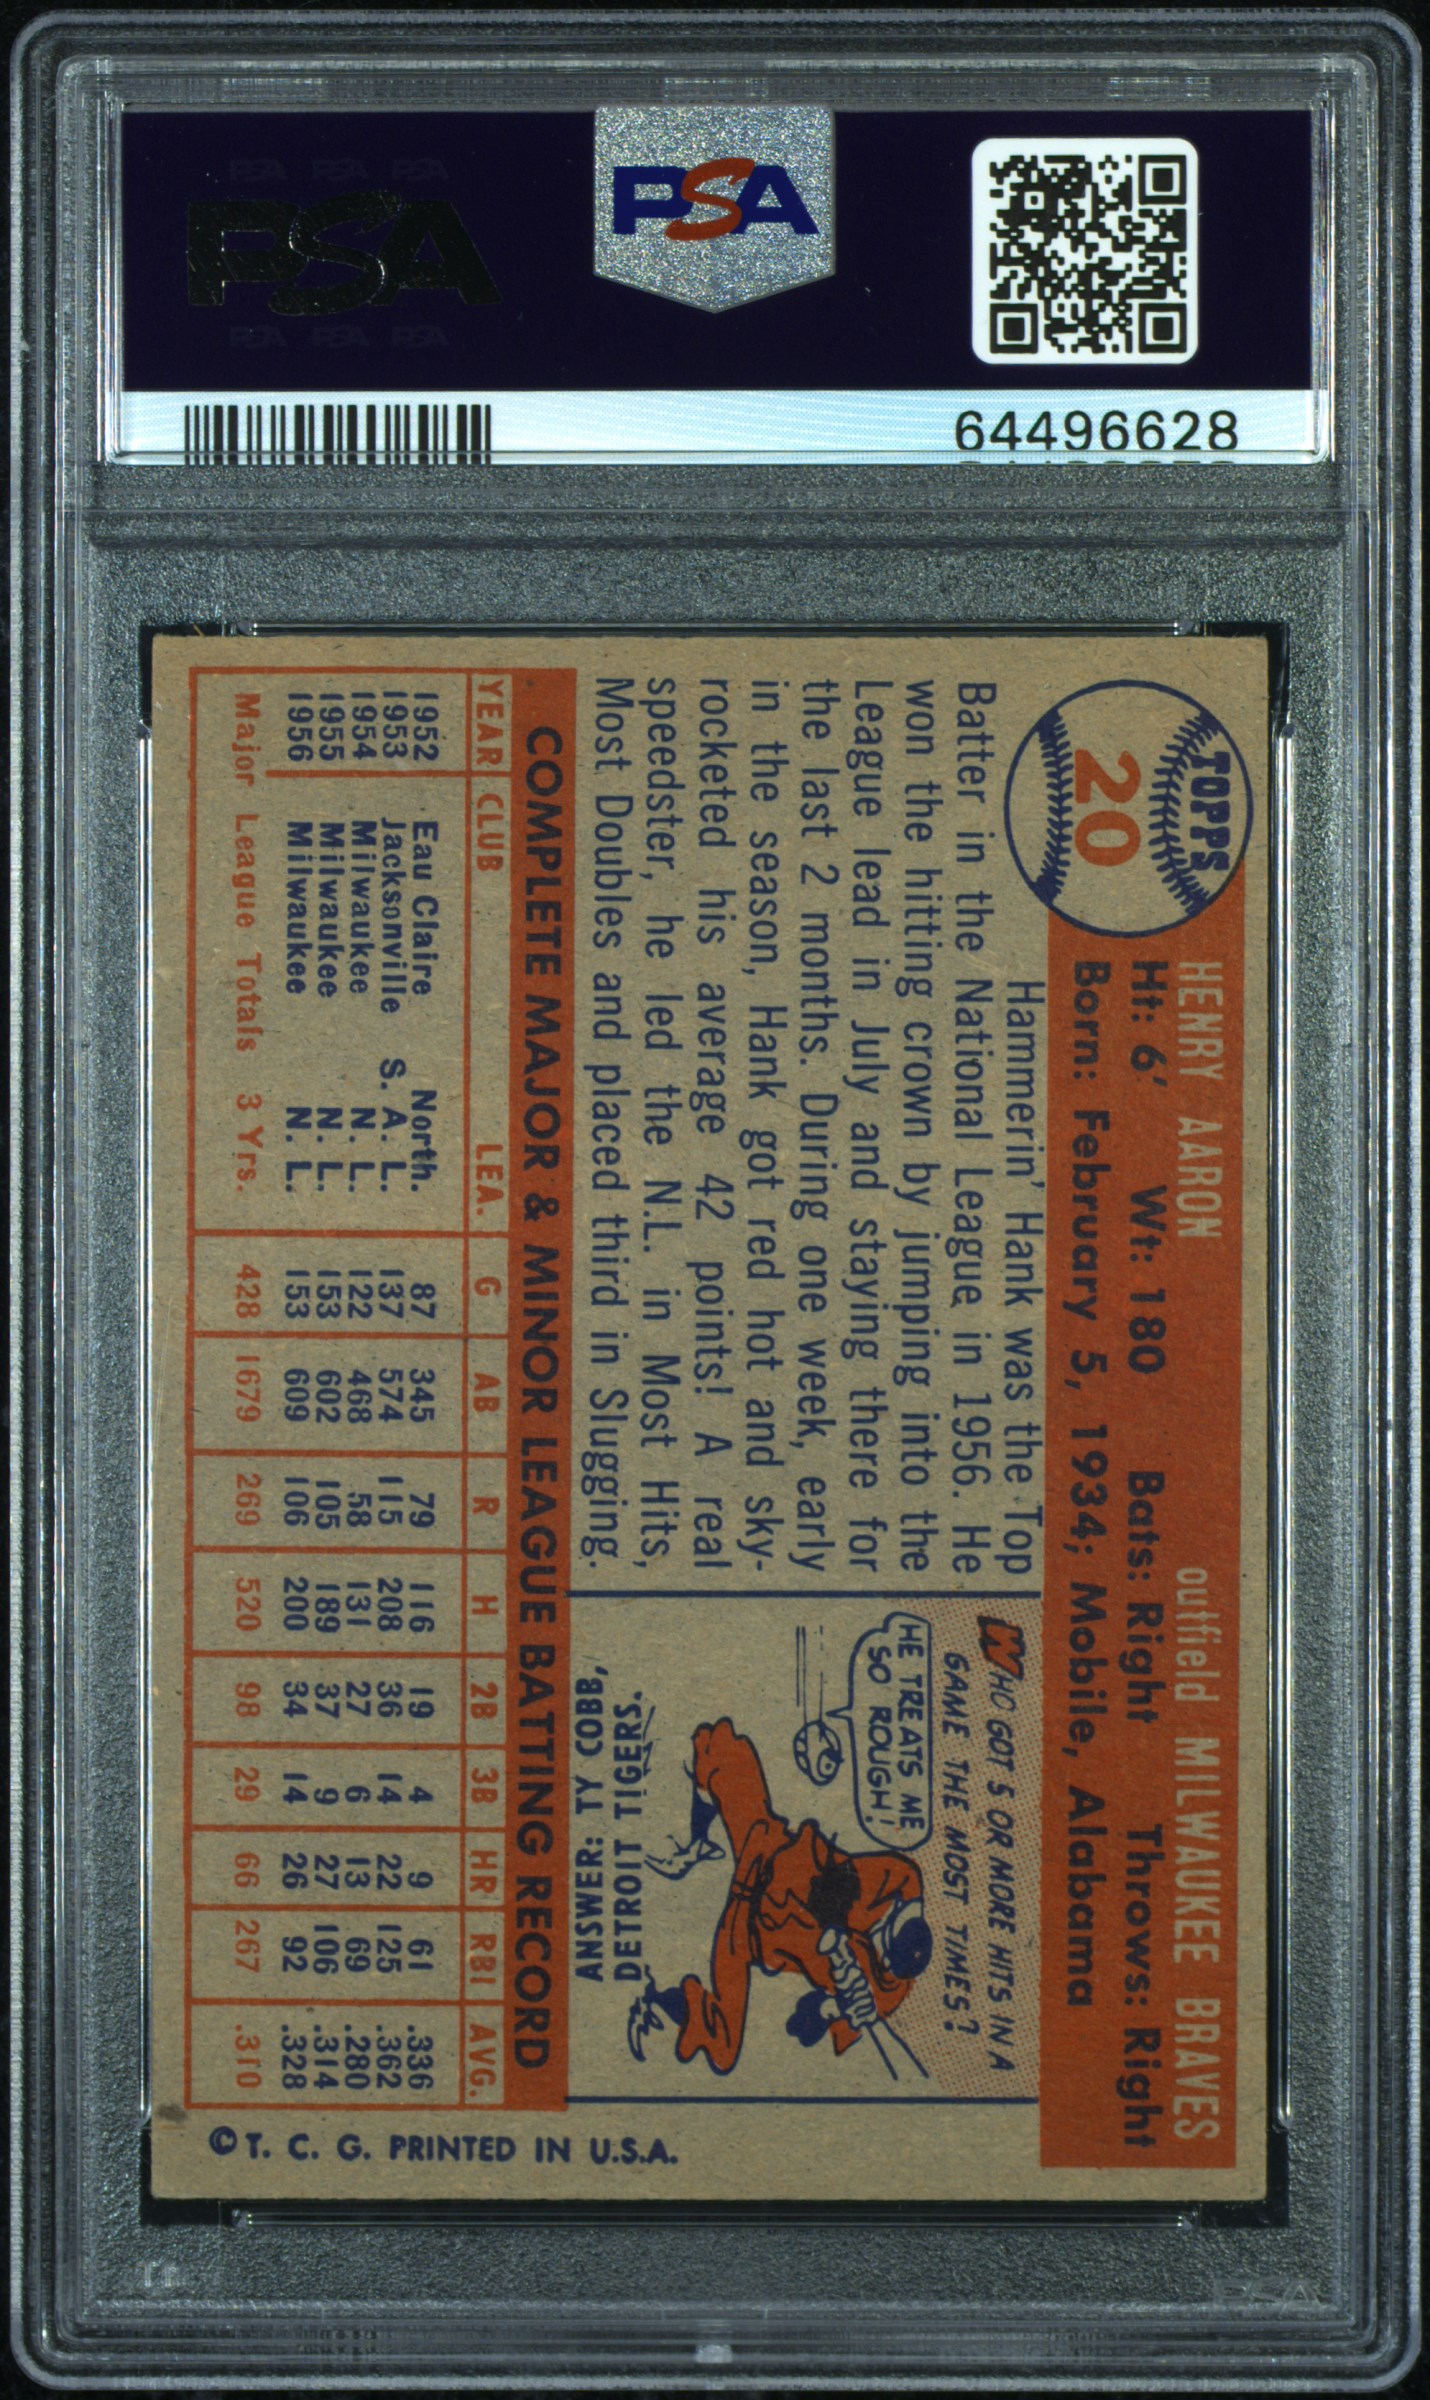 PSA PSA PSA
PSA
PSA PSA PSA
PSA
64496628
TOPPS
20
HENRY AARON outfield MILWAUKEE BRAVES
Ht: 6' Wt: 180 Bats: Right Throws: Right
Born: February 5, 1934; Mobile, Alabama
Hammerin' Hank was the Top
Batter in the National League in 1956. He
won the hitting crown by jumping into the
League lead in July and staying there for
the last 2 months. During one week, early
in the season, Hank got red hot and sky-
rocketed his average 42 points! A real
speedster, he led the N.L. in Most Hits,
Most Doubles and placed third in Slugging.
WHO GOT 5 OR MORE HITS IN A
GAME THE MOST TIMES?
HE TREATS ME
SO ROUGH!
ANSWER: TY COBB,
DETROIT TIGERS.
COMPLETE MAJOR & MINOR LEAGUE BATTING RECORD
YEAR CLUB LEA. G AB R H 2B 3B HR RBI AVG.
1952 Eau Claire North. 87 345 79 116 19 4 9 61 .336
1953 Jacksonville S. A. L. 137 574 115 208 36 14 22 125 .362
1954 Milwaukee N. L. 122 468 58 131 27 6 13 69 .280
1955 Milwaukee N. L. 153 602 105 189 37 9 27 106 .314
1956 Milwaukee N. L. 153 609 106 200 34 14 26 92 .328
Major League Totals 3 Yrs. 428 1679 269 520 98 29 66 267 .310
© T. C. G. PRINTED IN U.S.A.
PSA